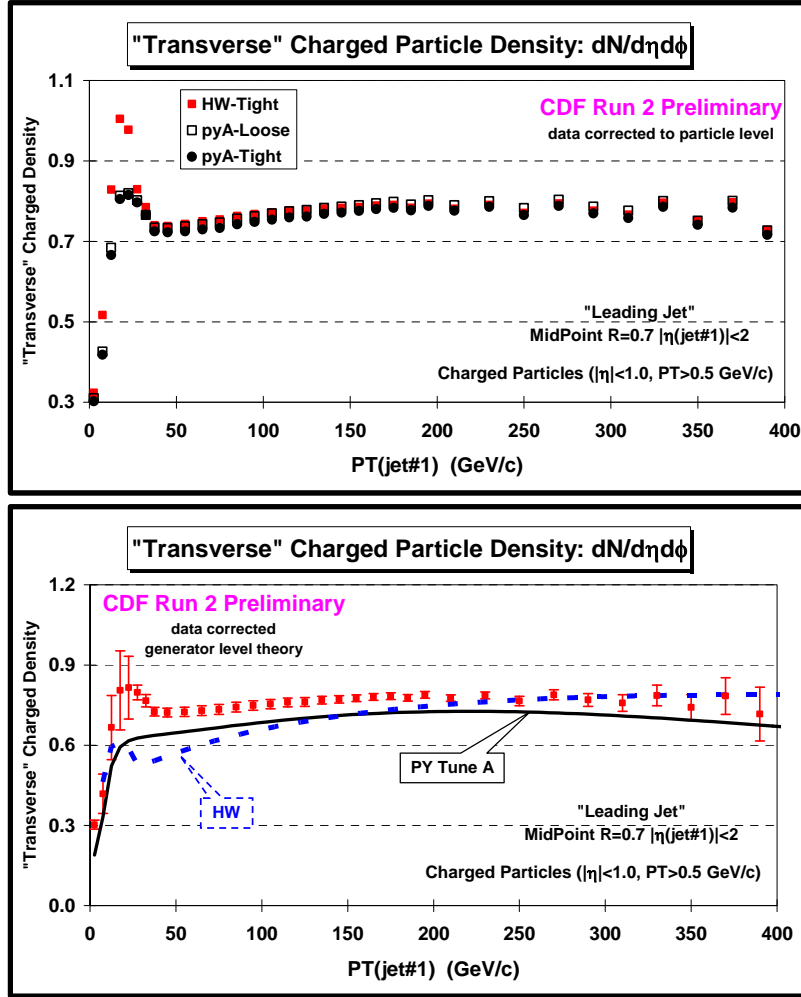 "Transverse" Charged Particle Density: dN/dηdϕ
1.1
0.9
0.7
0.5
0.3
"Transverse" Charged Density
HW-Tight
pyA-Loose
pyA-Tight
CDF Run 2 Preliminary
data corrected to particle level
"Leading Jet"
MidPoint R=0.7 |η(jet#1)|<2
Charged Particles (|η|<1.0, PT>0.5 GeV/c)
0 50 100 150 200 250 300 350 400
PT(jet#1) (GeV/c)
"Transverse" Charged Particle Density: dN/dηdϕ
1.2
0.9
0.6
0.3
0.0
"Transverse" Charged Density
CDF Run 2 Preliminary
data corrected
generator level theory
PY Tune A
HW
"Leading Jet"
MidPoint R=0.7 |η(jet#1)|<2
Charged Particles (|η|<1.0, PT>0.5 GeV/c)
0 50 100 150 200 250 300 350 400
PT(jet#1) (GeV/c)